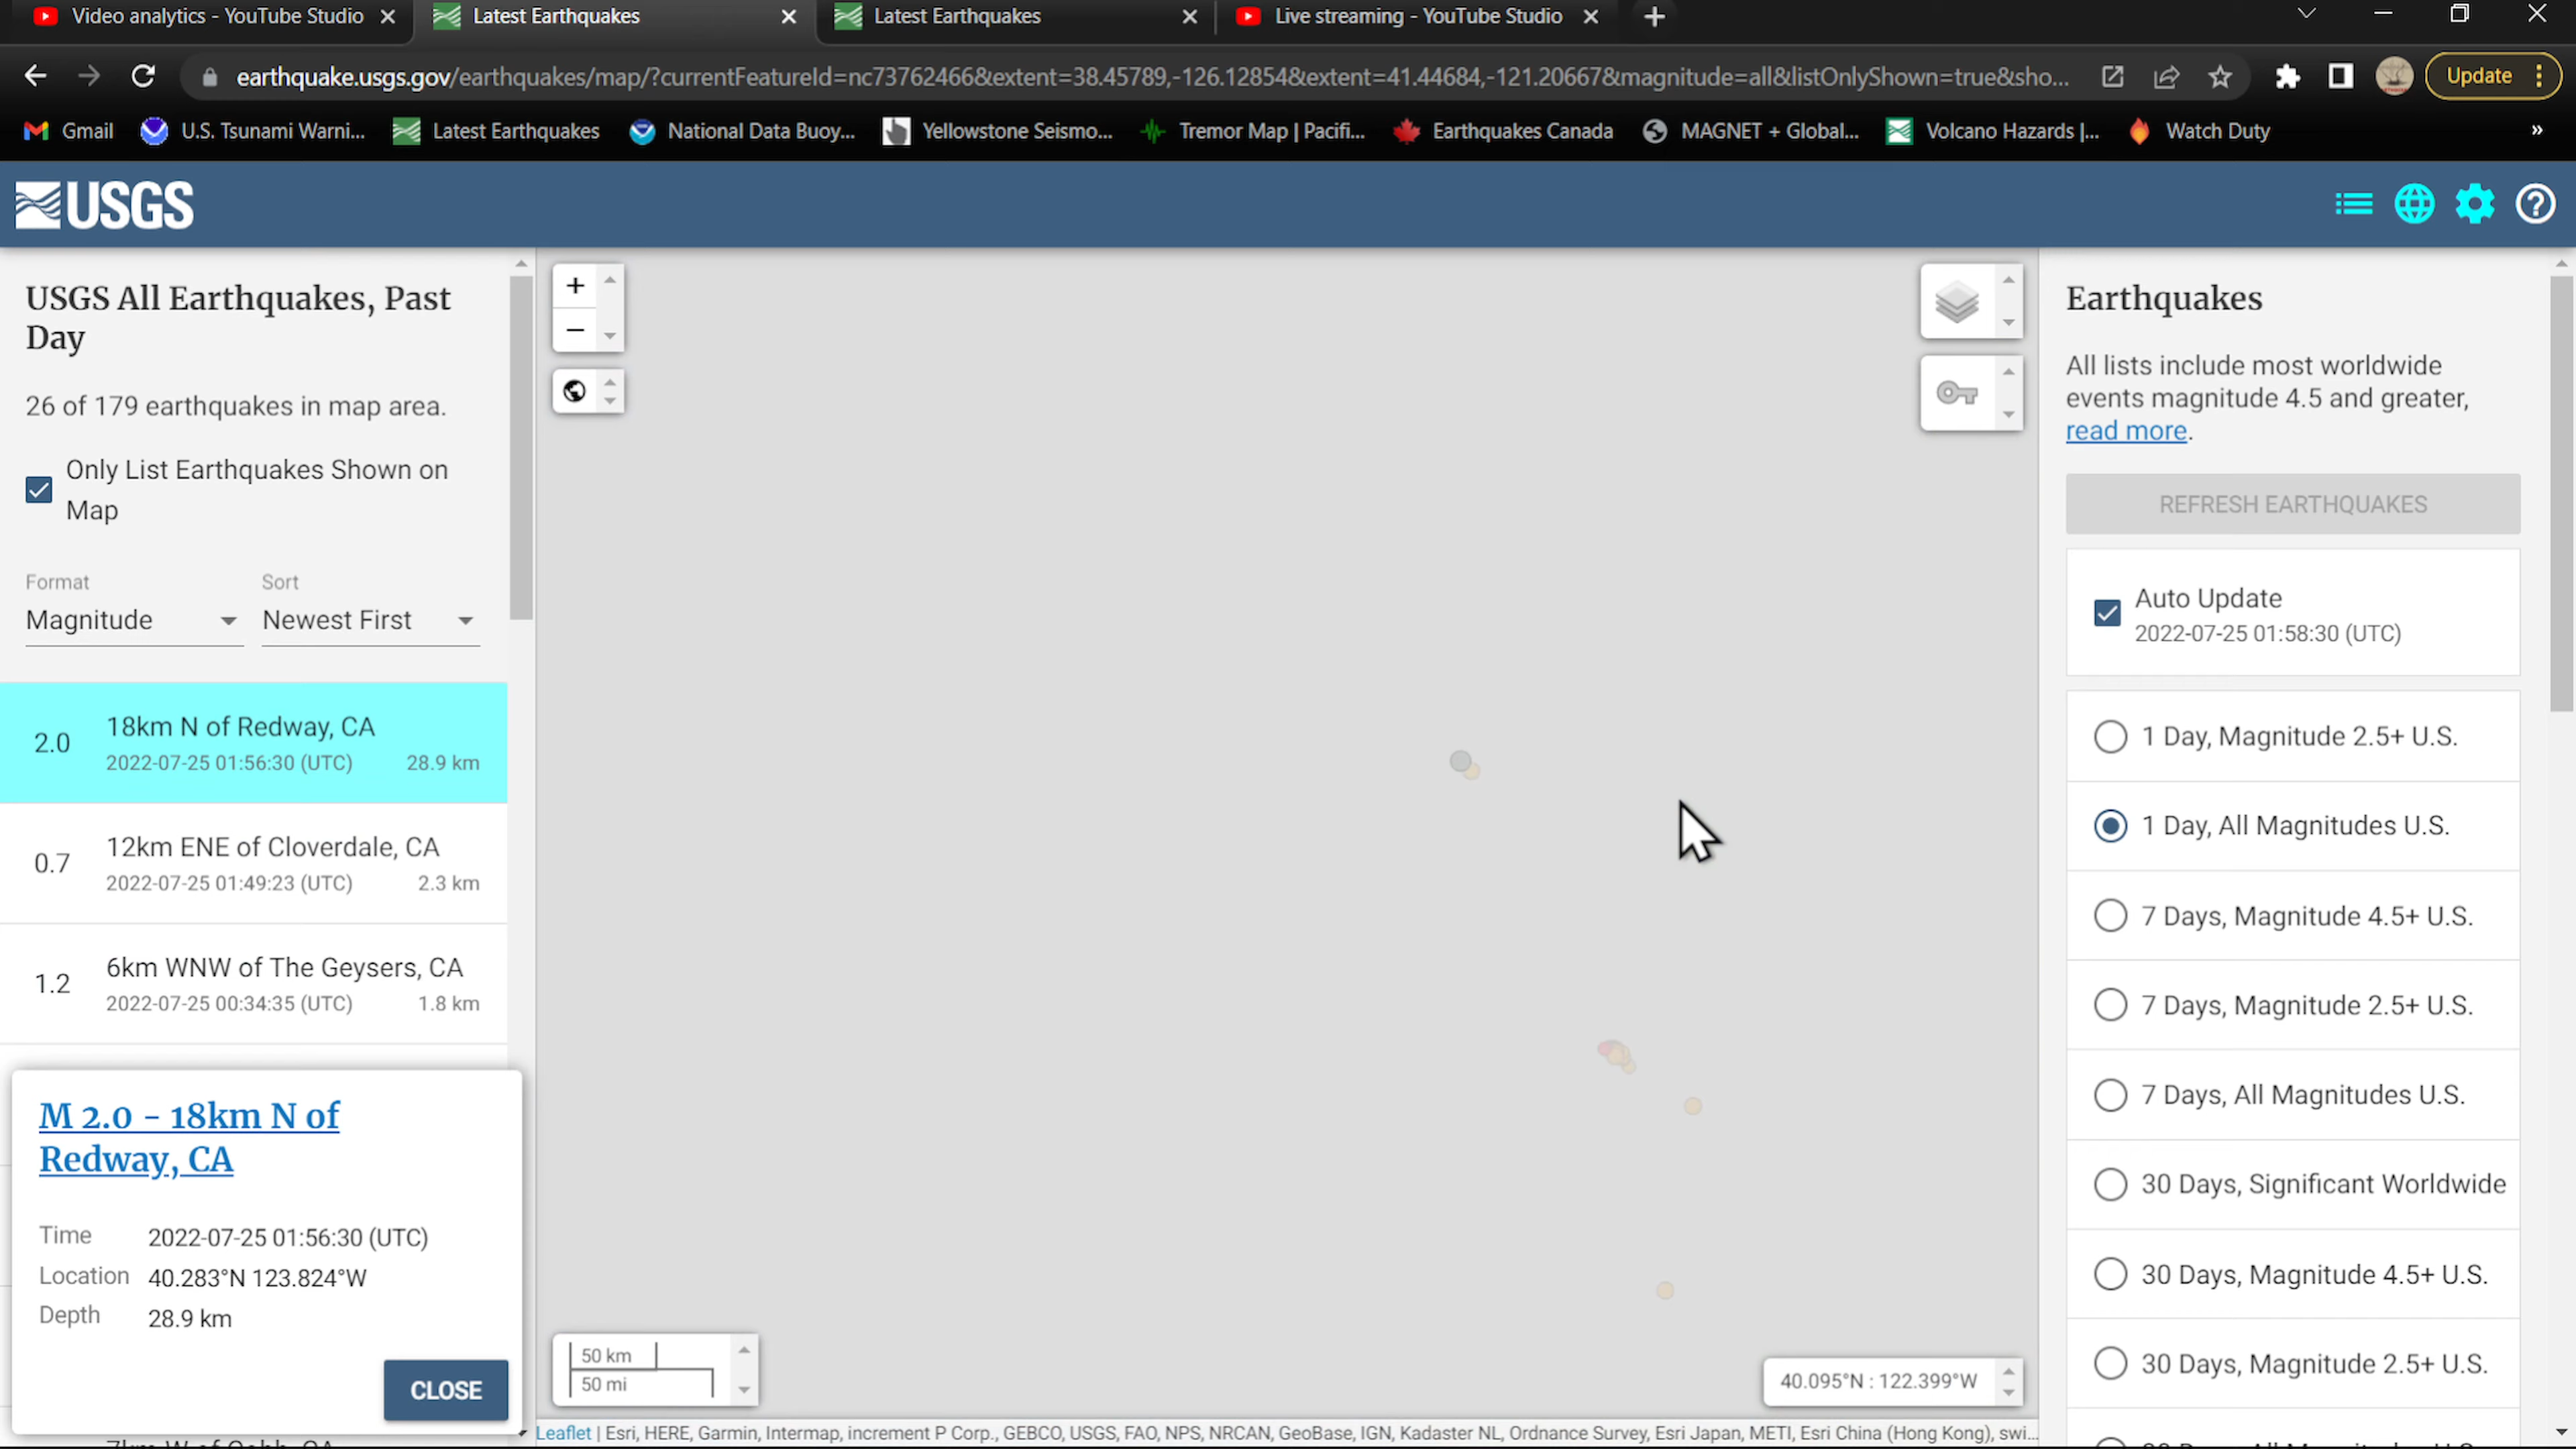 Video analytics - YouTube Studio
Latest Earthquakes
Latest Earthquakes
Live streaming - YouTube Studio
earthquake.usgs.gov/earthquakes/map/?currentFeatureId=nc73762466&extent=38.45789,-126.12854&extent=41.44684,-121.20667&magnitude=all&listOnlyShown=true&sho...
Update
Gmail
U.S. Tsunami Warni...
Latest Earthquakes
National Data Buoy...
Yellowstone Seismo...
Tremor Map | Pacifi...
Earthquakes Canada
MAGNET + Global...
Volcano Hazards |...
Watch Duty
»
USGS
USGS All Earthquakes, Past
Day
26 of 179 earthquakes in map area.
Only List Earthquakes Shown on
Map
Format
Sort
Magnitude
Newest First
2.0
18km N of Redway, CA
2022-07-25 01:56:30 (UTC) 28.9 km
0.7
12km ENE of Cloverdale, CA
2022-07-25 01:49:23 (UTC) 2.3 km
1.2
6km WNW of The Geysers, CA
2022-07-25 00:34:35 (UTC) 1.8 km
M 2.0 - 18km N of
Redway, CA
Time 2022-07-25 01:56:30 (UTC)
Location 40.283°N 123.824°W
Depth 28.9 km
CLOSE
50 km
50 mi
40.095°N : 122.399°W
Leaflet | Esri, HERE, Garmin, Intermap, increment P Corp., GEBCO, USGS, FAO, NPS, NRCAN, GeoBase, IGN, Kadaster NL, Ordnance Survey, Esri Japan, METI, Esri China (Hong Kong), swi...
Earthquakes
All lists include most worldwide
events magnitude 4.5 and greater,
read more.
REFRESH EARTHQUAKES
Auto Update
2022-07-25 01:58:30 (UTC)
1 Day, Magnitude 2.5+ U.S.
1 Day, All Magnitudes U.S.
7 Days, Magnitude 4.5+ U.S.
7 Days, Magnitude 2.5+ U.S.
7 Days, All Magnitudes U.S.
30 Days, Significant Worldwide
30 Days, Magnitude 4.5+ U.S.
30 Days, Magnitude 2.5+ U.S.